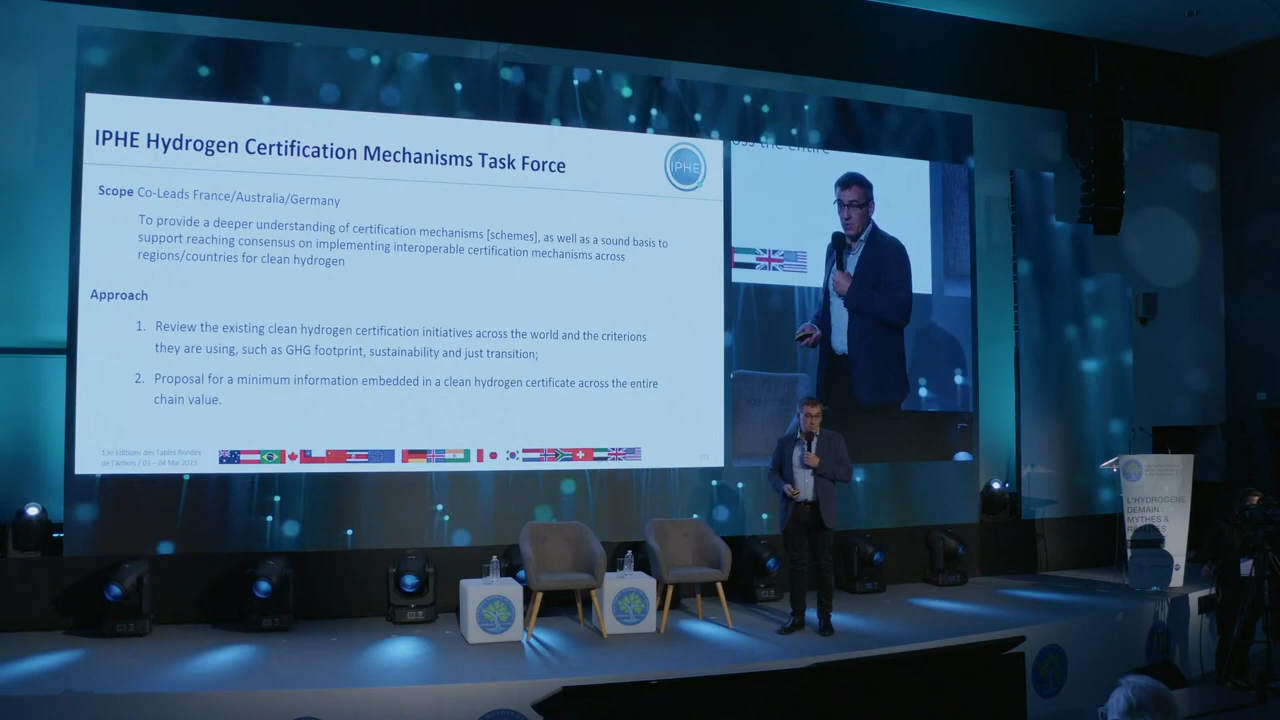 IPHE Hydrogen Certification Mechanisms Task Force
IPHE
Scope Co-Leads France/Australia/Germany
To provide a deeper understanding of certification mechanisms [schemes], as well as a sound basis to
support reaching consensus on implementing interoperable certification mechanisms across
regions/countries for clean hydrogen
Approach
1. Review the existing clean hydrogen certification initiatives across the world and the criterions
they are using, such as GHG footprint, sustainability and just transition;
2. Proposal for a minimum information embedded in a clean hydrogen certificate across the entire
chain value.
13e Editions des Tables Rondes
de l'Arbois / 03 – 04 Mai 2023
L'HYDROGENE
DEMAIN :
MYTHES &